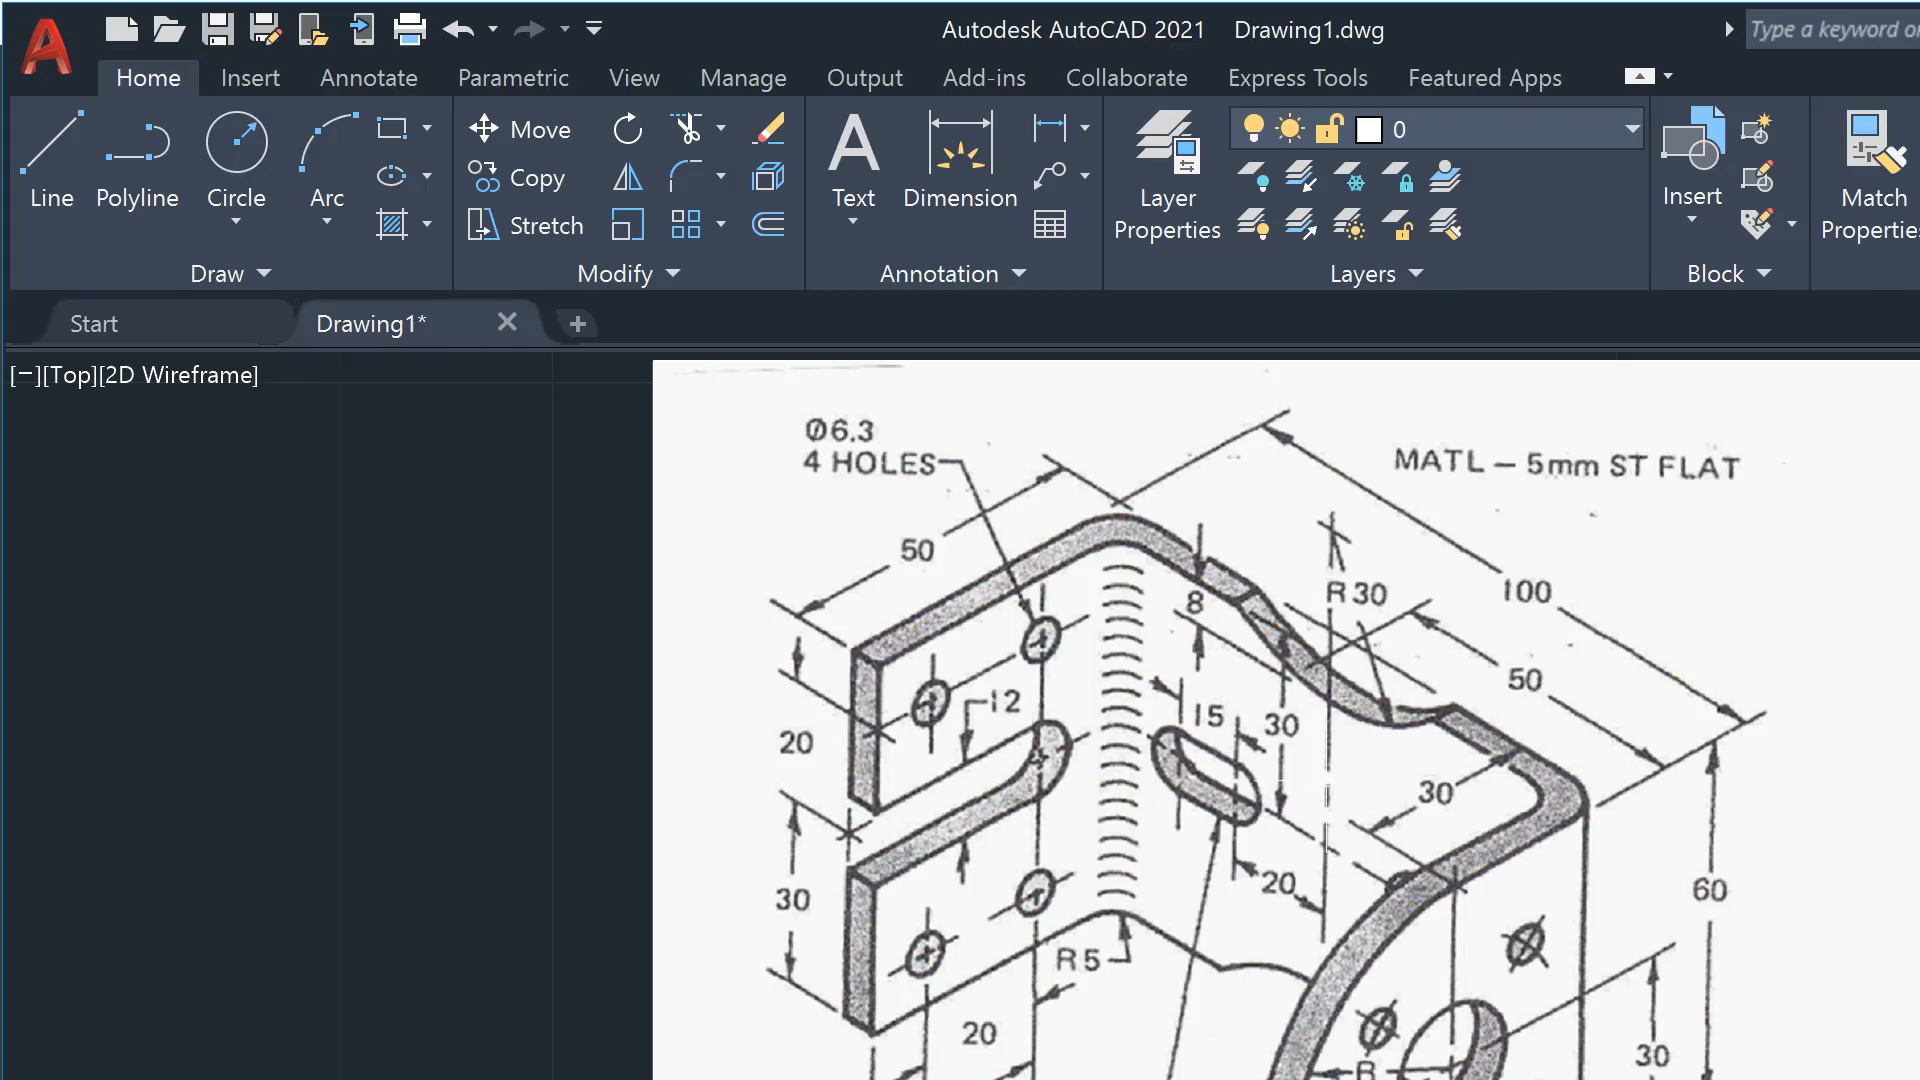 Autodesk AutoCAD 2021 Drawing1.dwg
Type a keyword or
Home Insert Annotate Parametric View Manage Output Add-ins Collaborate Express Tools Featured Apps
Line Polyline Circle Arc
Move
Copy
Stretch
Text Dimension
Layer
Properties
0
Insert
Match
Properties
Draw Modify Annotation Layers Block
Start Drawing1*
[−][Top][2D Wireframe]
Ø6.3
4 HOLES
MATL – 5mm ST FLAT
50
100
R30
8
50
12
15
30
20
30
20
60
30
R5
20
30
R